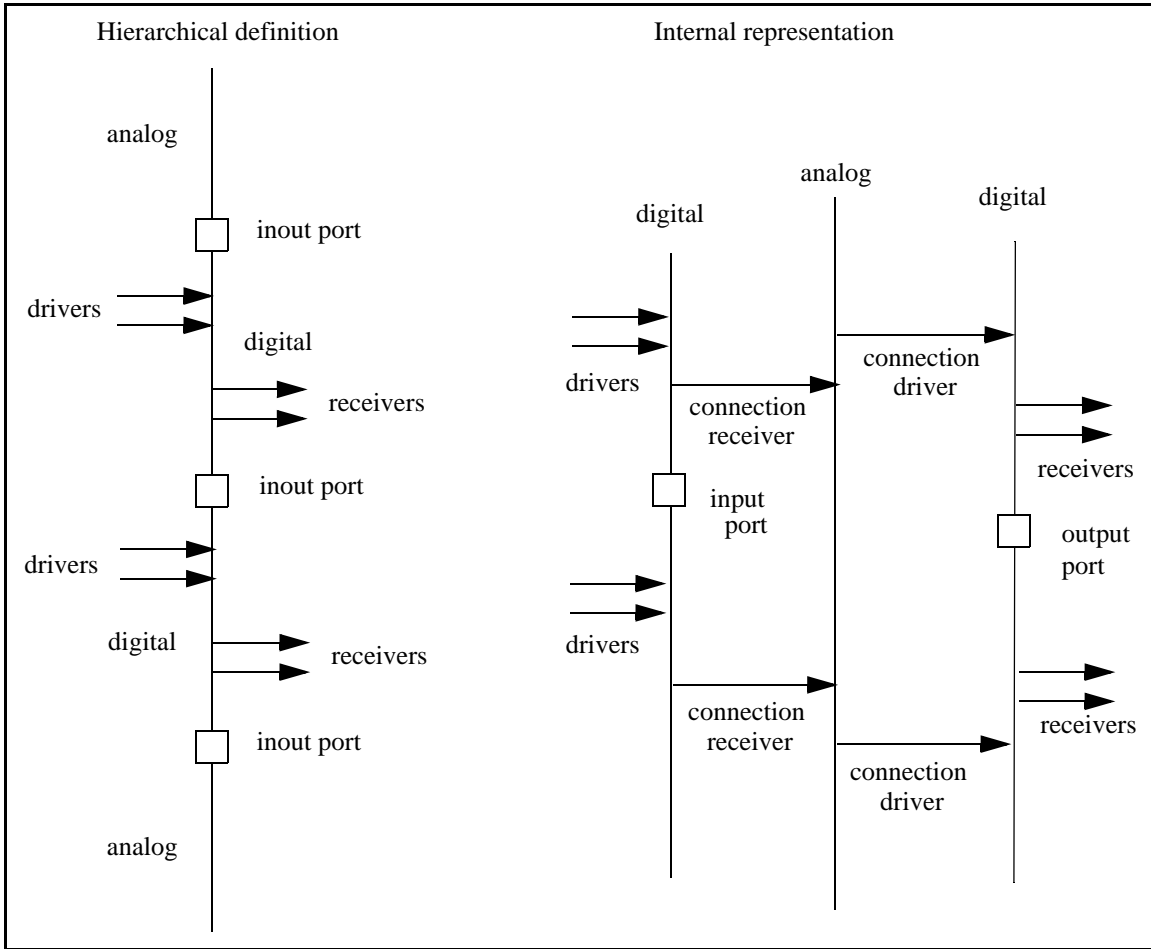 Hierarchical definition
analog
inout port
drivers
digital
receivers
inout port
drivers
digital
receivers
inout port
analog
Internal representation
analog
digital
digital
drivers
connection
receiver
connection
driver
receivers
input
port
output
port
drivers
connection
receiver
connection
driver
receivers